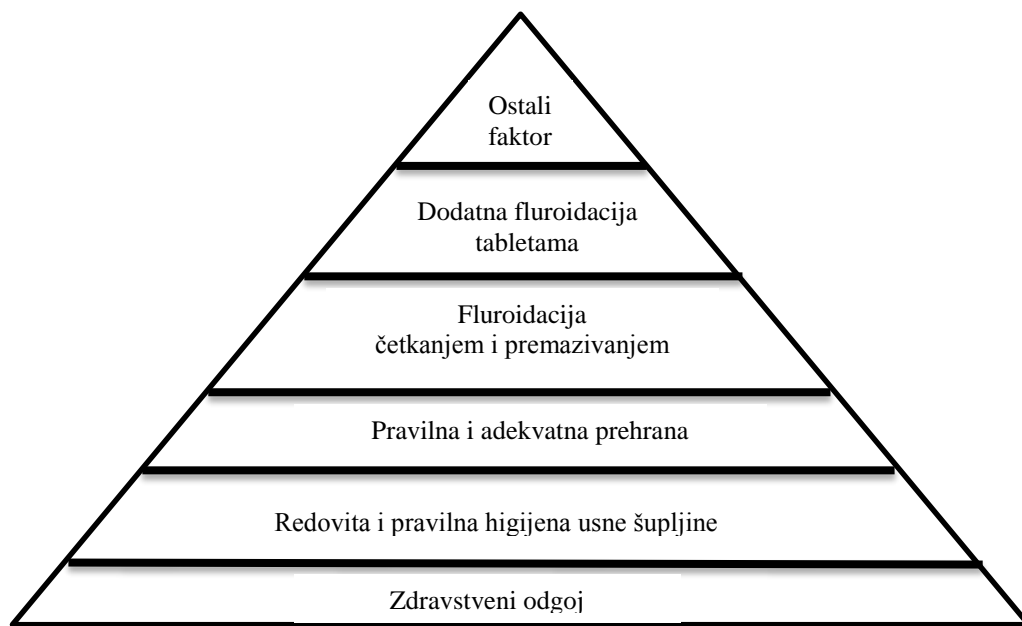 Ostali
faktor
Dodatna fluroidacija
tabletama
Fluroidacija
četkanjem i premazivanjem
Pravilna i adekvatna prehrana
Redovita i pravilna higijena usne šupljine
Zdravstveni odgoj